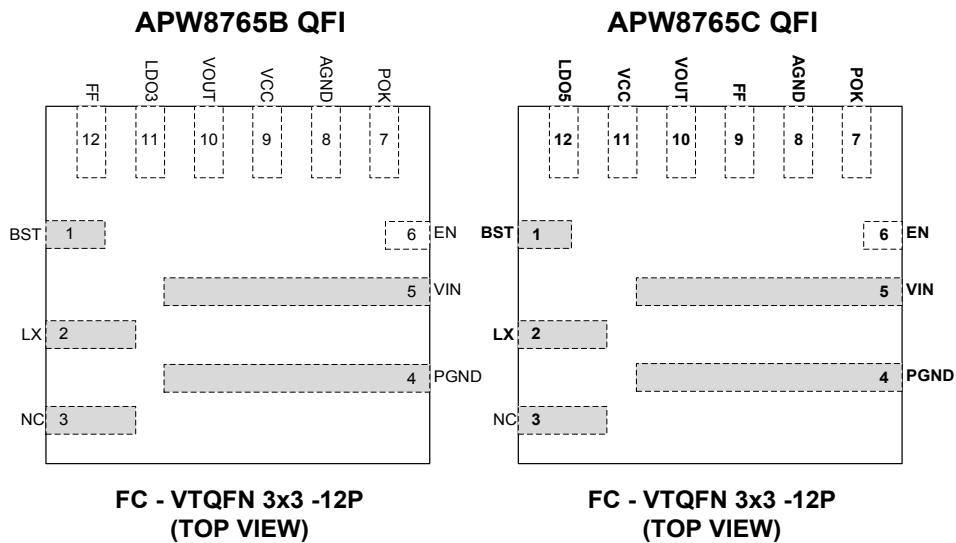 APW8765B QFI
FF
LDO3
VOUT
VCC
AGND
POK
12
11
10
9
8
7
BST
1
6
EN
5
VIN
LX
2
4
PGND
NC
3
FC - VTQFN 3x3 -12P
(TOP VIEW)
APW8765C QFI
LDO5
VCC
VOUT
FF
AGND
POK
12
11
10
9
8
7
BST
1
6
EN
5
VIN
LX
2
4
PGND
NC
3
FC - VTQFN 3x3 -12P
(TOP VIEW)